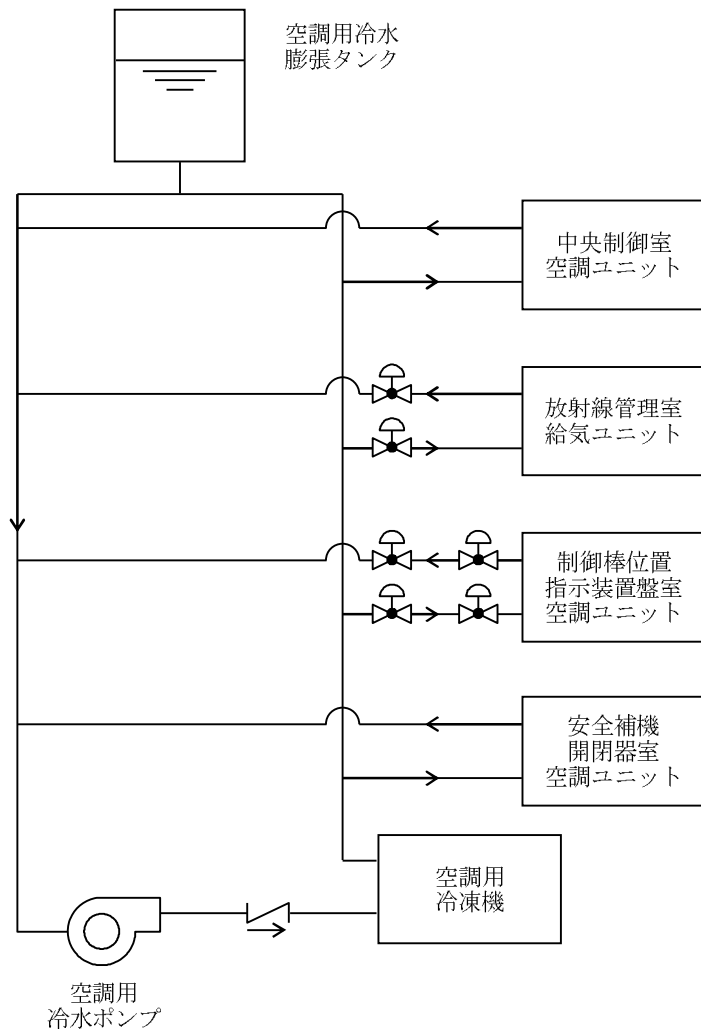 空調用冷水
膨張タンク
中央制御室
空調ユニット
放射線管理室
給気ユニット
制御棒位置
指示装置盤室
空調ユニット
安全補機
開閉器室
空調ユニット
空調用
冷凍機
空調用
冷水ポンプ